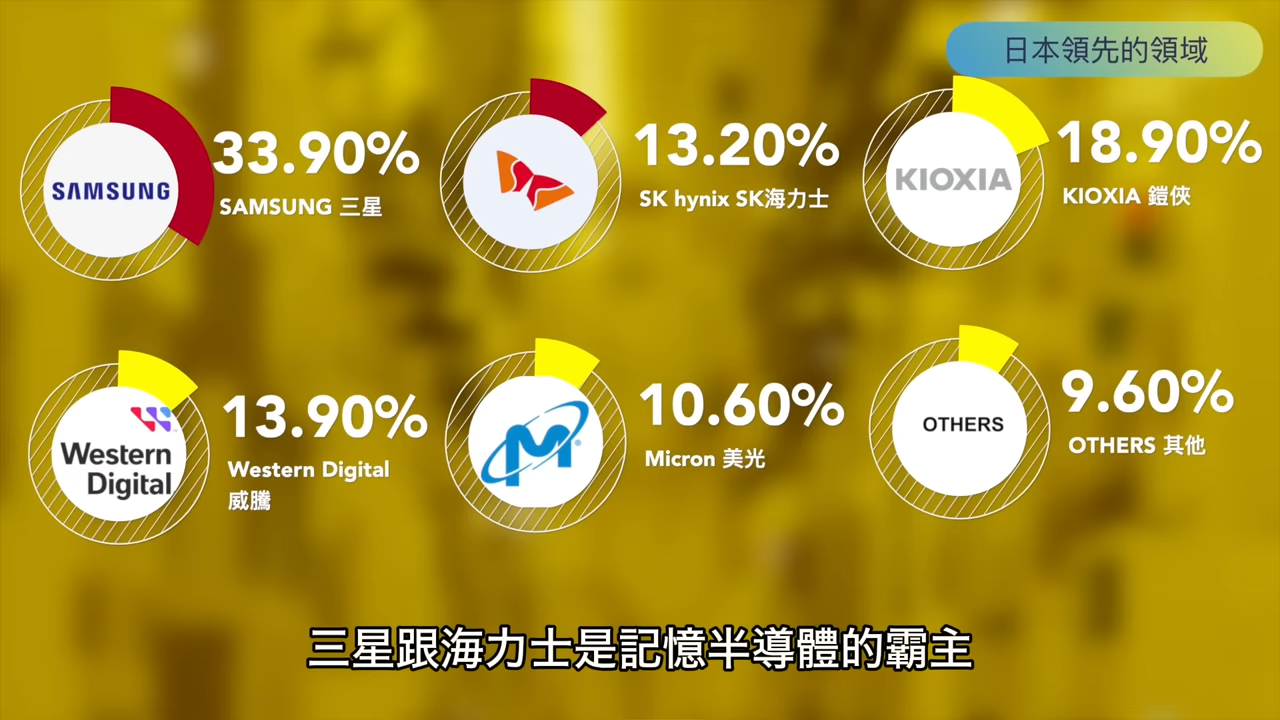 日本領先的領域
SAMSUNG
33.90%
SAMSUNG 三星
13.20%
SK hynix SK海力士
KIOXIA
18.90%
KIOXIA 鎧俠
Western
Digital
13.90%
Western Digital
威騰
10.60%
Micron 美光
OTHERS
9.60%
OTHERS 其他
三星跟海力士是記憶半導體的霸主